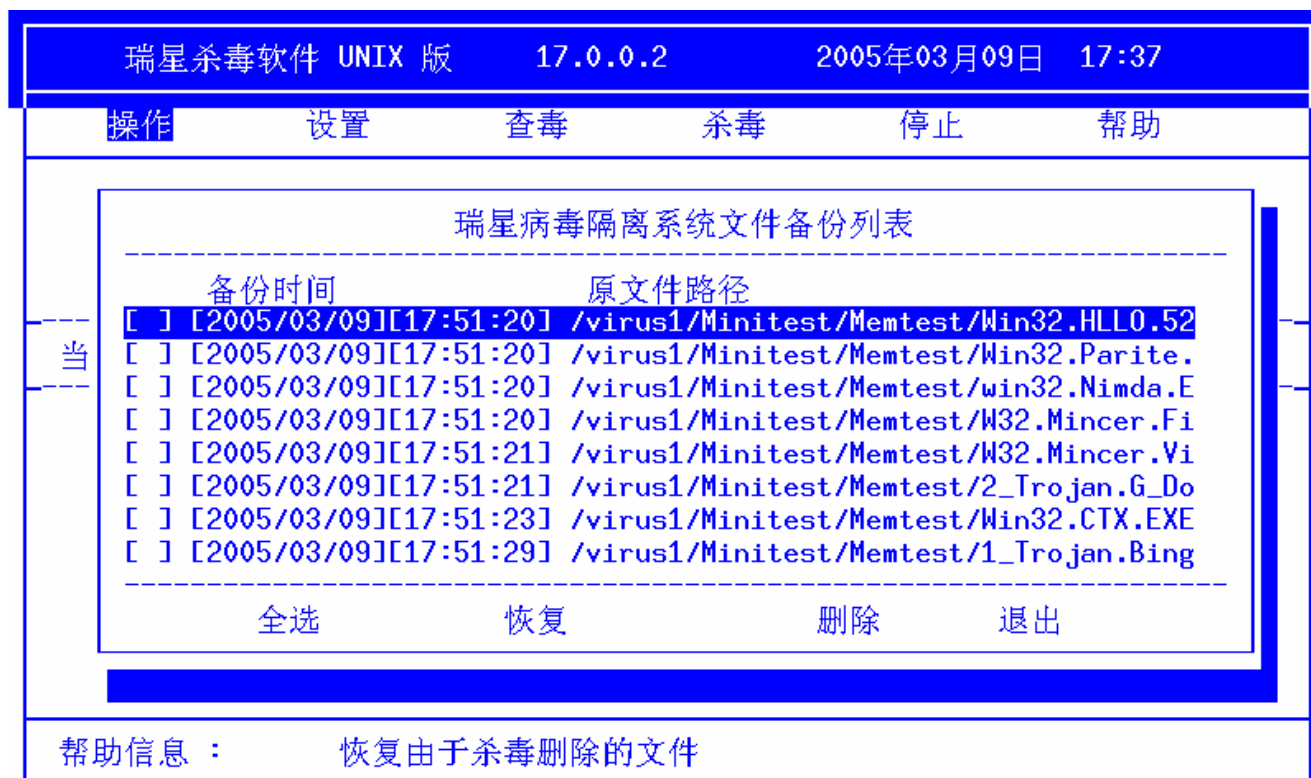 瑞星杀毒软件 UNIX 版 17.0.0.2 2005年03月09日 17:37
操作 设置 查毒 杀毒 停止 帮助
瑞星病毒隔离系统文件备份列表
备份时间 原文件路径
[ ] [2005/03/09][17:51:20] /virus1/Minitest/Memtest/Win32.HLLO.52
[ ] [2005/03/09][17:51:20] /virus1/Minitest/Memtest/Win32.Parite.
当
[ ] [2005/03/09][17:51:20] /virus1/Minitest/Memtest/win32.Nimda.E
[ ] [2005/03/09][17:51:20] /virus1/Minitest/Memtest/W32.Mincer.Fi
[ ] [2005/03/09][17:51:21] /virus1/Minitest/Memtest/W32.Mincer.Vi
[ ] [2005/03/09][17:51:21] /virus1/Minitest/Memtest/2_Trojan.G_Do
[ ] [2005/03/09][17:51:23] /virus1/Minitest/Memtest/Win32.CTX.EXE
[ ] [2005/03/09][17:51:29] /virus1/Minitest/Memtest/1_Trojan.Bing
全选 恢复 删除 退出
帮助信息 : 恢复由于杀毒删除的文件